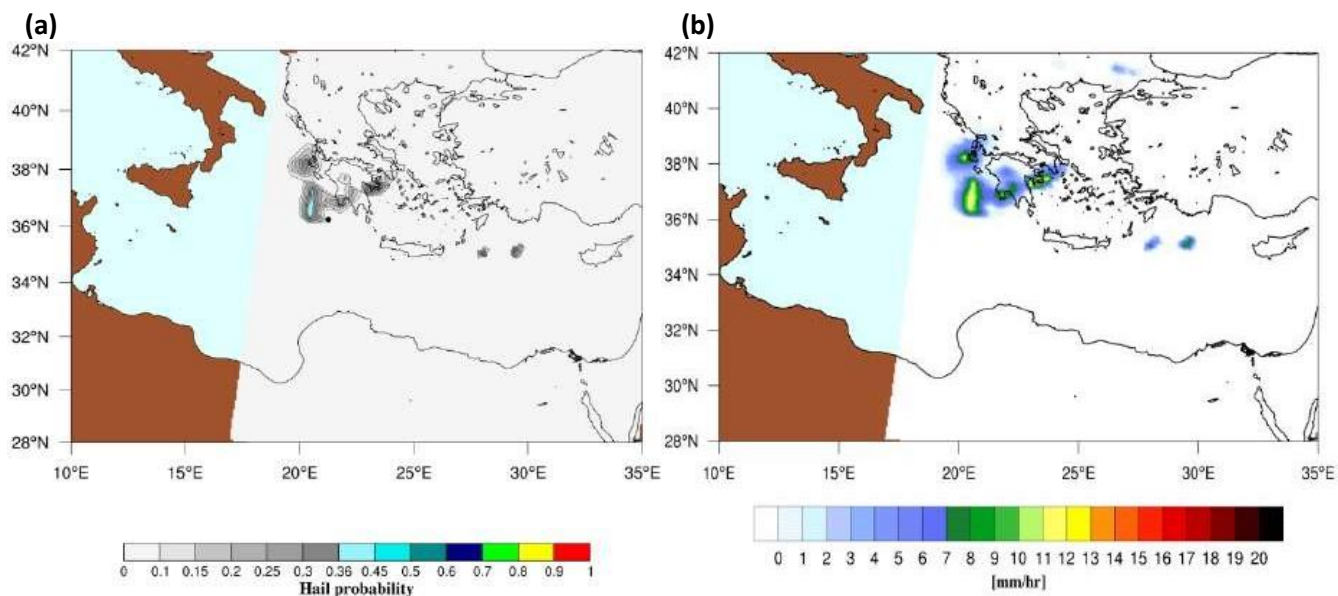 (a)
(b)
42°N
40°N
38°N
36°N
34°N
32°N
30°N
28°N
10°E 15°E 20°E 25°E 30°E 35°E
0 0.1 0.15 0.2 0.25 0.3 0.36 0.45 0.5 0.6 0.7 0.8 0.9 1
Hail probability
42°N
40°N
38°N
36°N
34°N
32°N
30°N
28°N
10°E 15°E 20°E 25°E 30°E 35°E
0 1 2 3 4 5 6 7 8 9 10 11 12 13 14 15 16 17 18 19 20
[mm/hr]